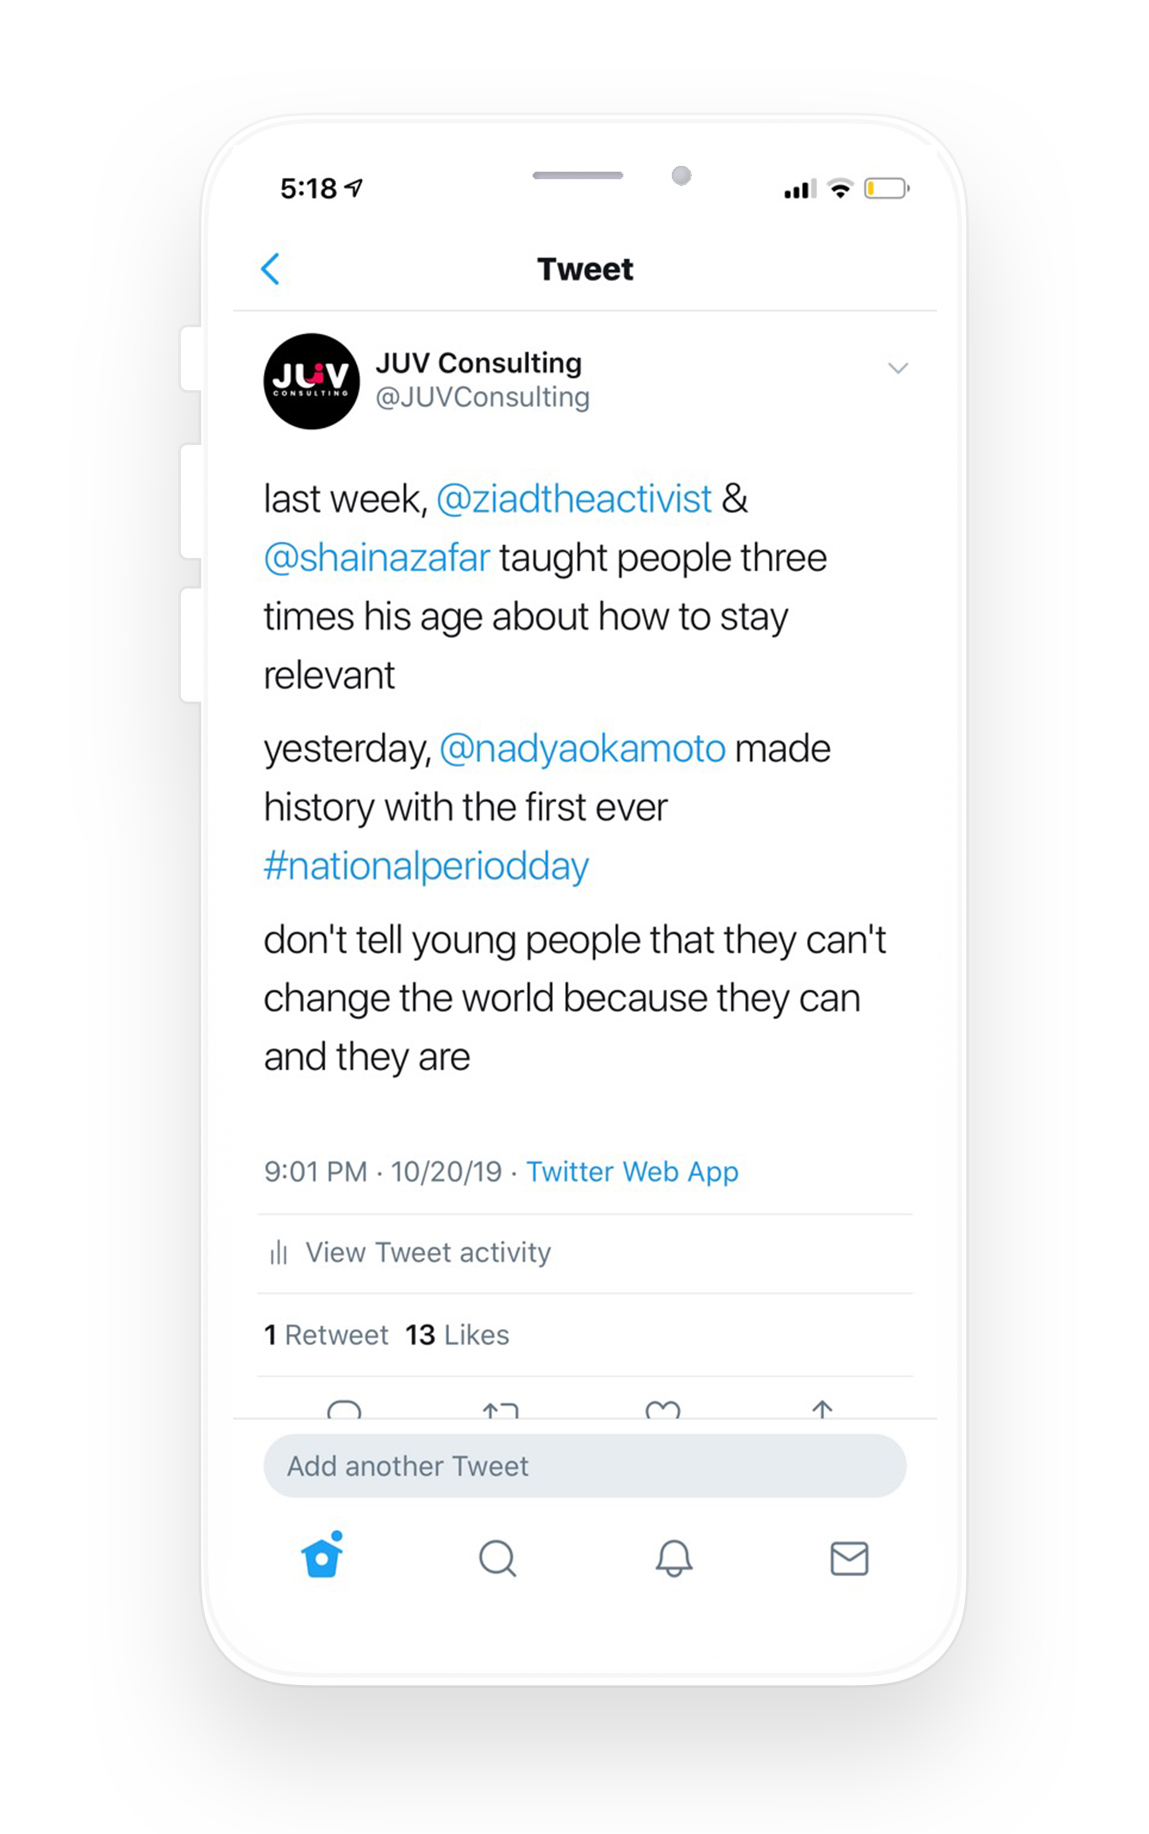 5:18
Tweet
JUV
CONSULTING
JUV Consulting
@JUVConsulting
last week, @ziadtheactivist &
@shainazafar taught people three
times his age about how to stay
relevant
yesterday, @nadyaokamoto made
history with the first ever
#nationalperiodday
don't tell young people that they can't
change the world because they can
and they are
9:01 PM · 10/20/19 · Twitter Web App
View Tweet activity
1 Retweet 13 Likes
Add another Tweet